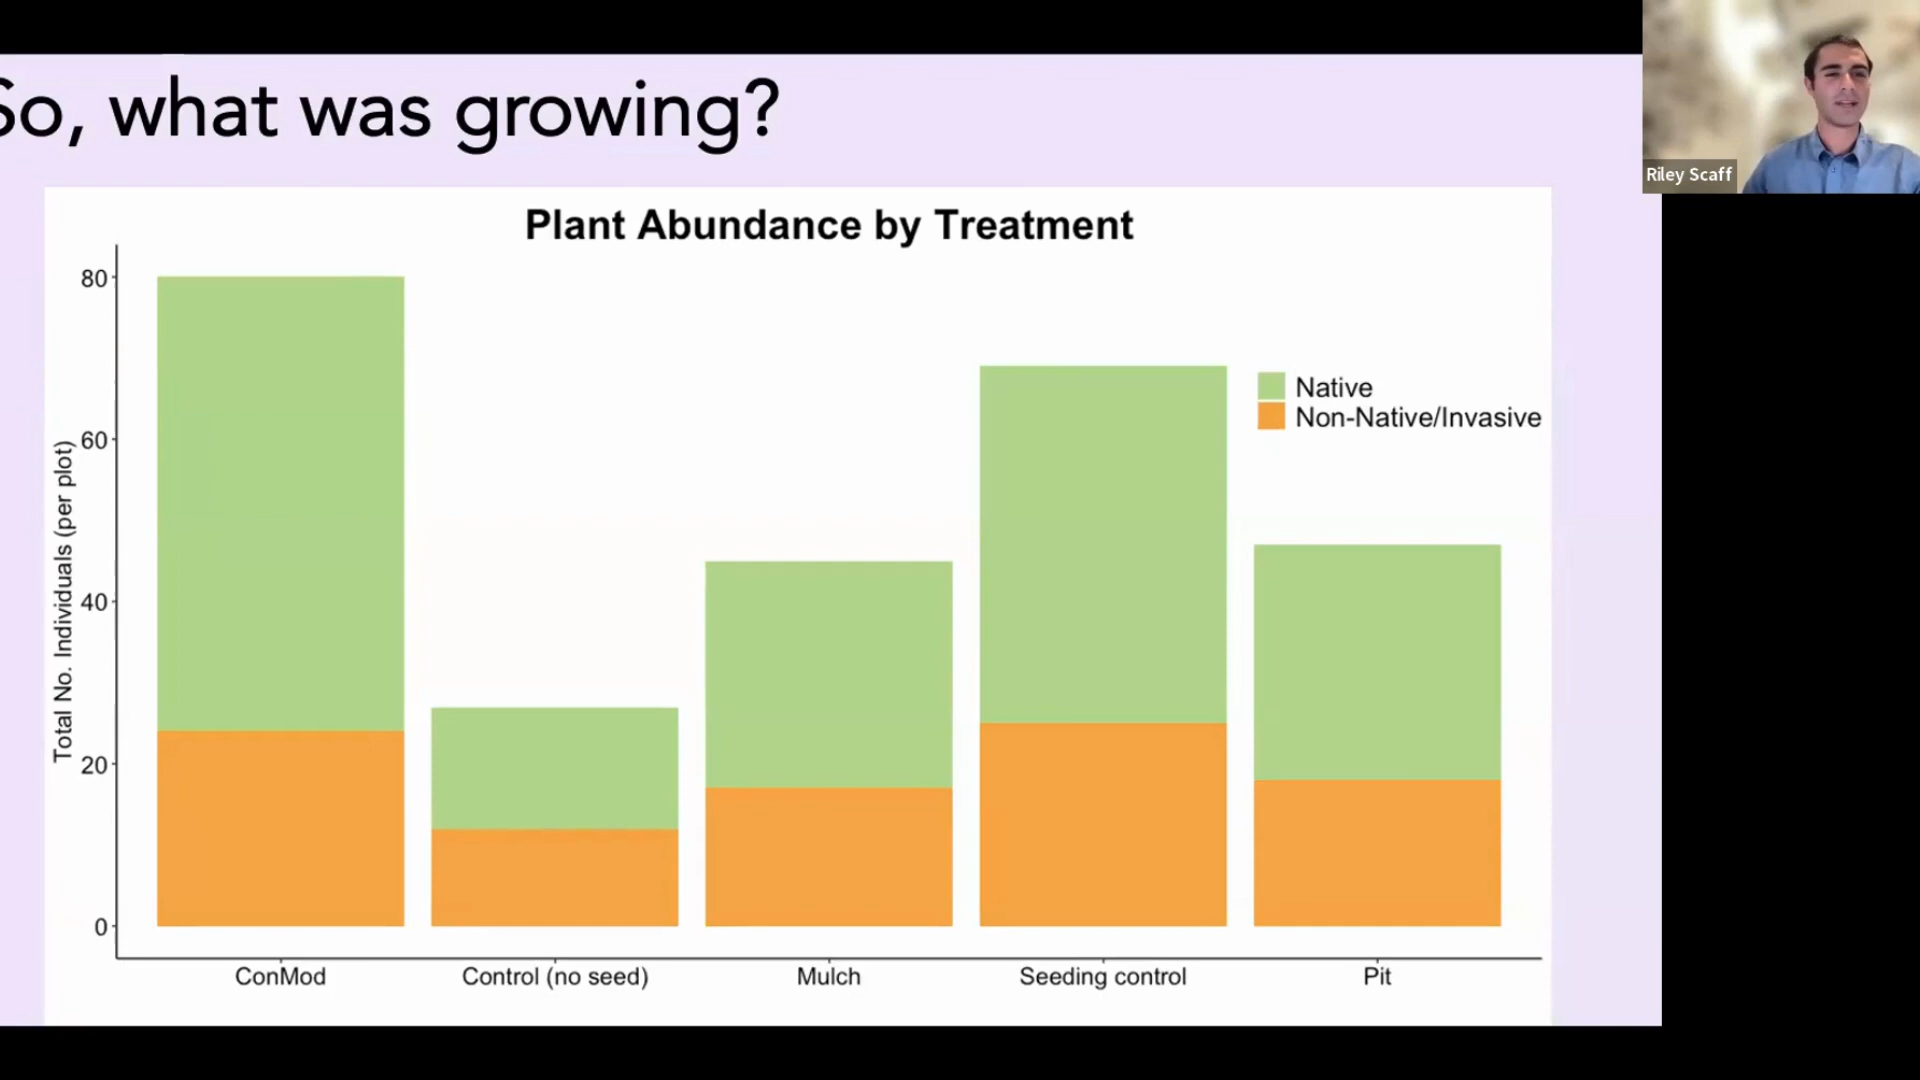 So, what was growing?
Riley Scaff
Plant Abundance by Treatment
Total No. Individuals (per plot)
80
60
40
20
0
Native
Non-Native/Invasive
ConMod
Control (no seed)
Mulch
Seeding control
Pit